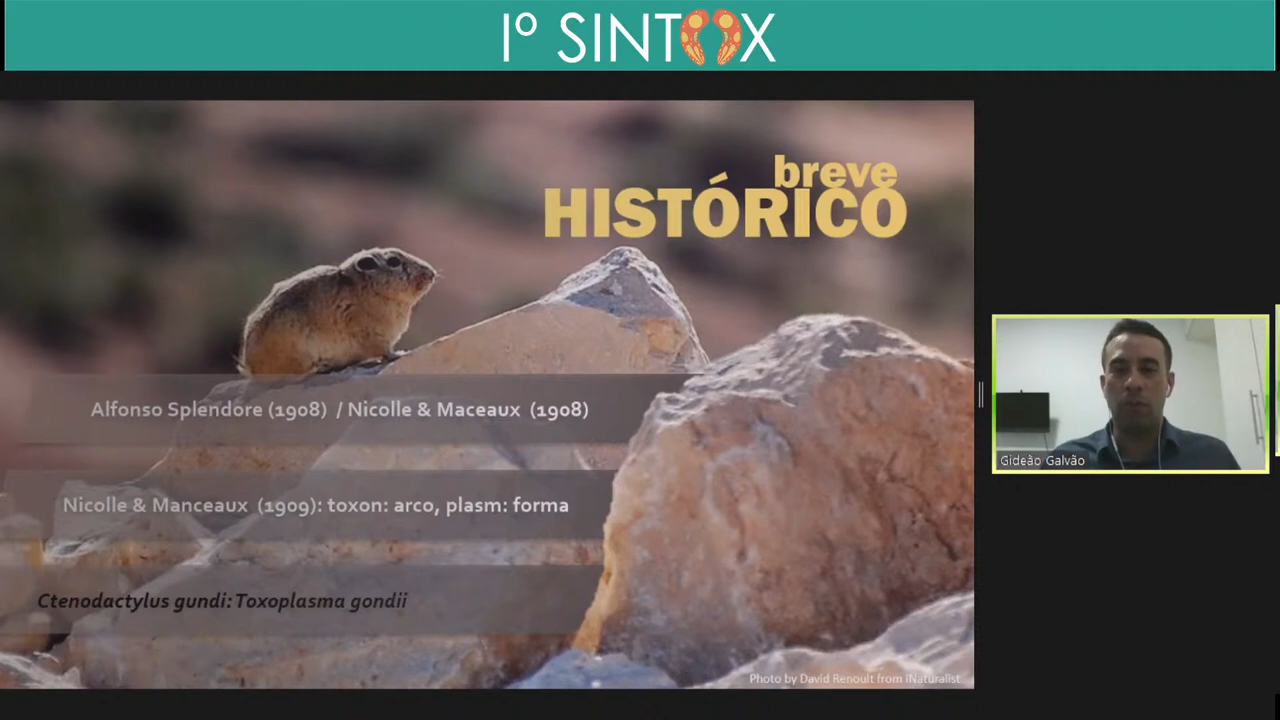 Iº SINTOX
breve
HISTÓRICO
Alfonso Splendore (1908) / Nicolle & Maceaux (1908)
Nicolle & Manceaux (1909): toxon: arco, plasm: forma
Ctenodactylus gundi: Toxoplasma gondii
Photo by David Renoult from iNaturalist
Gideão Galvão